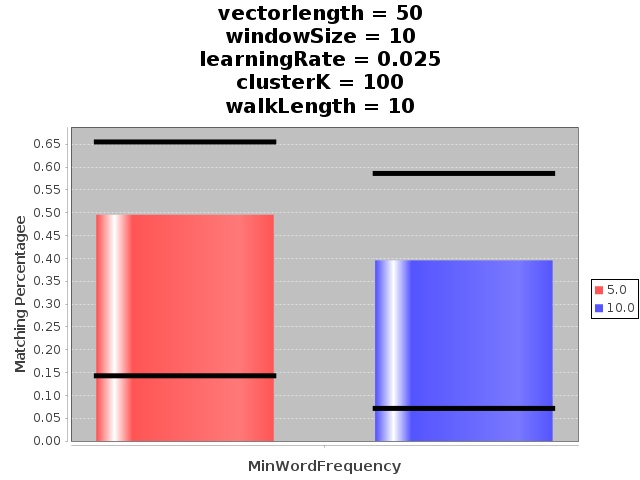 vectorlength = 50
windowSize = 10
learningRate = 0.025
clusterK = 100
walkLength = 10
0.65
0.60
0.55
0.50
0.45
0.40
0.35
0.30
0.25
0.20
0.15
0.10
0.05
0.00
Matching Percentagee
MinWordFrequency
5.0
10.0